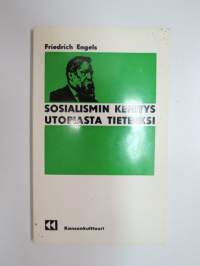 Friedrich Engels
SOSIALISMIN KEHITYS
UTOPIASTA TIETEEKSI
Kansankulttuuri